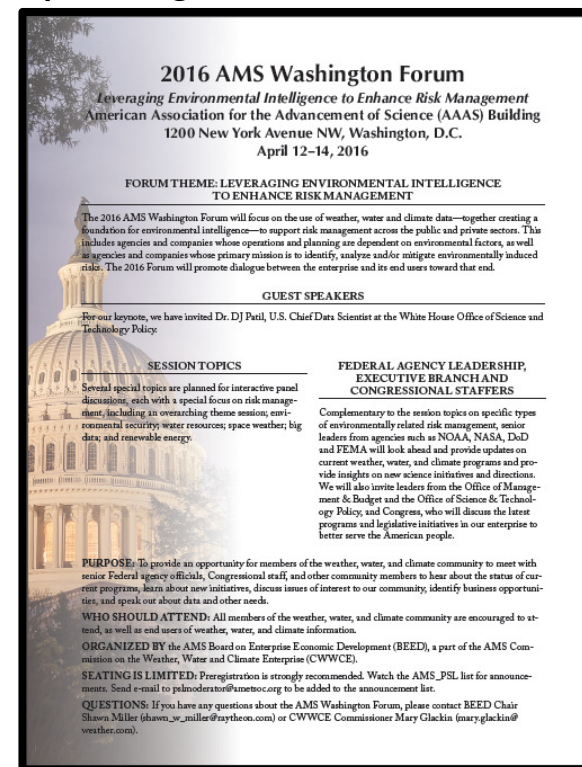 2016 AMS Washington Forum
Leveraging Environmental Intelligence to Enhance Risk Management
American Association for the Advancement of Science (AAAS) Building
1200 New York Avenue NW, Washington, D.C.
April 12–14, 2016
FORUM THEME: LEVERAGING ENVIRONMENTAL INTELLIGENCE
TO ENHANCE RISK MANAGEMENT
The 2016 AMS Washington Forum will focus on the use of weather, water and climate data—together creating a
foundation for environmental intelligence—to support risk management across the public and private sectors. This
includes agencies and companies whose operations and planning are dependent on environmental factors, as well
as agencies and companies whose primary mission is to identify, analyze and/or mitigate environmentally induced
risks. The 2016 Forum will promote dialogue between the enterprise and its end users toward that end.
GUEST SPEAKERS
For our keynote, we have invited Dr. DJ Patil, U.S. Chief Data Scientist at the White House Office of Science and
Technology Policy.
SESSION TOPICS
Several special topics are planned for interactive panel
discussions, each with a special focus on risk manage-
ment, including an overarching theme session; envi-
ronmental security; water resources; space weather; big
data; and renewable energy.
FEDERAL AGENCY LEADERSHIP,
EXECUTIVE BRANCH AND
CONGRESSIONAL STAFFERS
Complementary to the session topics on specific types
of environmentally related risk management, senior
leaders from agencies such as NOAA, NASA, DoD
and FEMA will look ahead and provide updates on
current weather, water, and climate programs and pro-
vide insights on new science initiatives and directions.
We will also invite leaders from the Office of Manage-
ment & Budget and the Office of Science & Technol-
ogy Policy, and Congress, who will discuss the latest
programs and legislative initiatives in our enterprise to
better serve the American people.
PURPOSE: To provide an opportunity for members of the weather, water, and climate community to meet with
senior Federal agency officials, Congressional staff, and other community members to hear about the status of cur-
rent programs, learn about new initiatives, discuss issues of interest to our community, identify business opportuni-
ties, and speak out about data and other needs.
WHO SHOULD ATTEND: All members of the weather, water, and climate community are encouraged to at-
tend, as well as end users of weather, water, and climate information.
ORGANIZED BY the AMS Board on Enterprise Economic Development (BEED), a part of the AMS Com-
mission on the Weather, Water and Climate Enterprise (CWWCE).
SEATING IS LIMITED: Preregistration is strongly recommended. Watch the AMS_PSL list for announce-
ments. Send e-mail to pslmoderator@ametsoc.org to be added to the announcement list.
QUESTIONS: If you have any questions about the AMS Washington Forum, please contact BEED Chair
Shawn Miller (shawn_w_miller@raytheon.com) or CWWCE Commissioner Mary Glackin (mary.glackin@
weather.com).